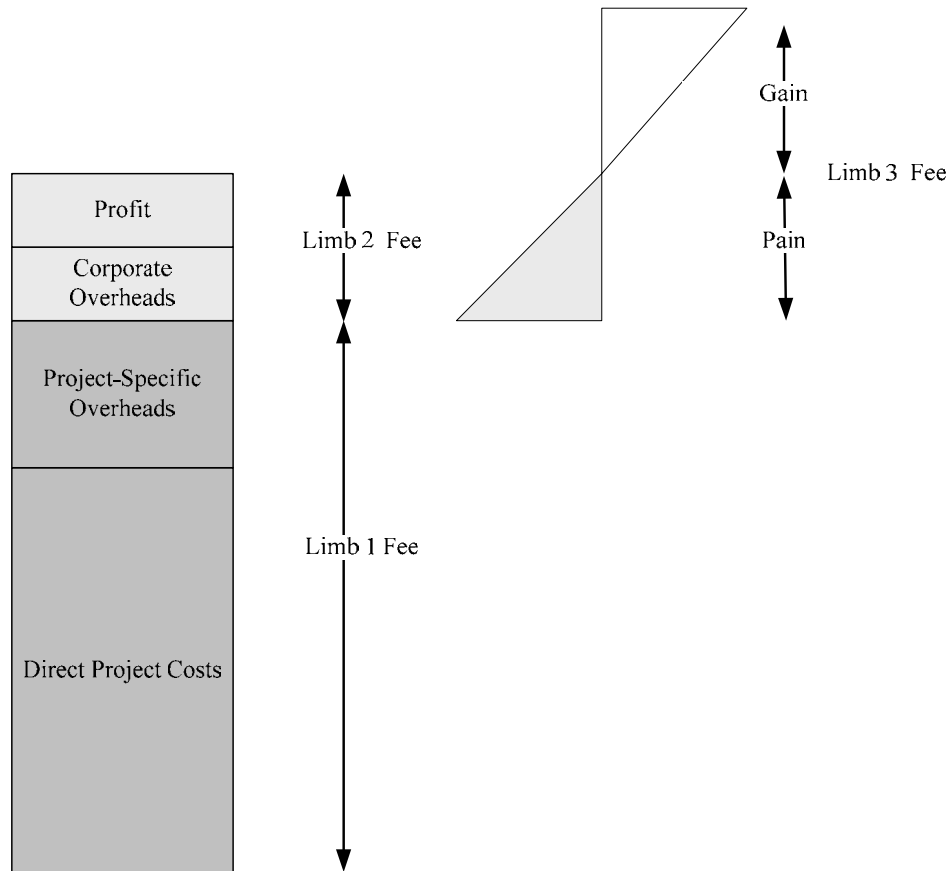 Profit
Corporate
Overheads
Project-Specific
Overheads
Direct Project Costs
Limb 2 Fee
Limb 1 Fee
Gain
Pain
Limb 3 Fee